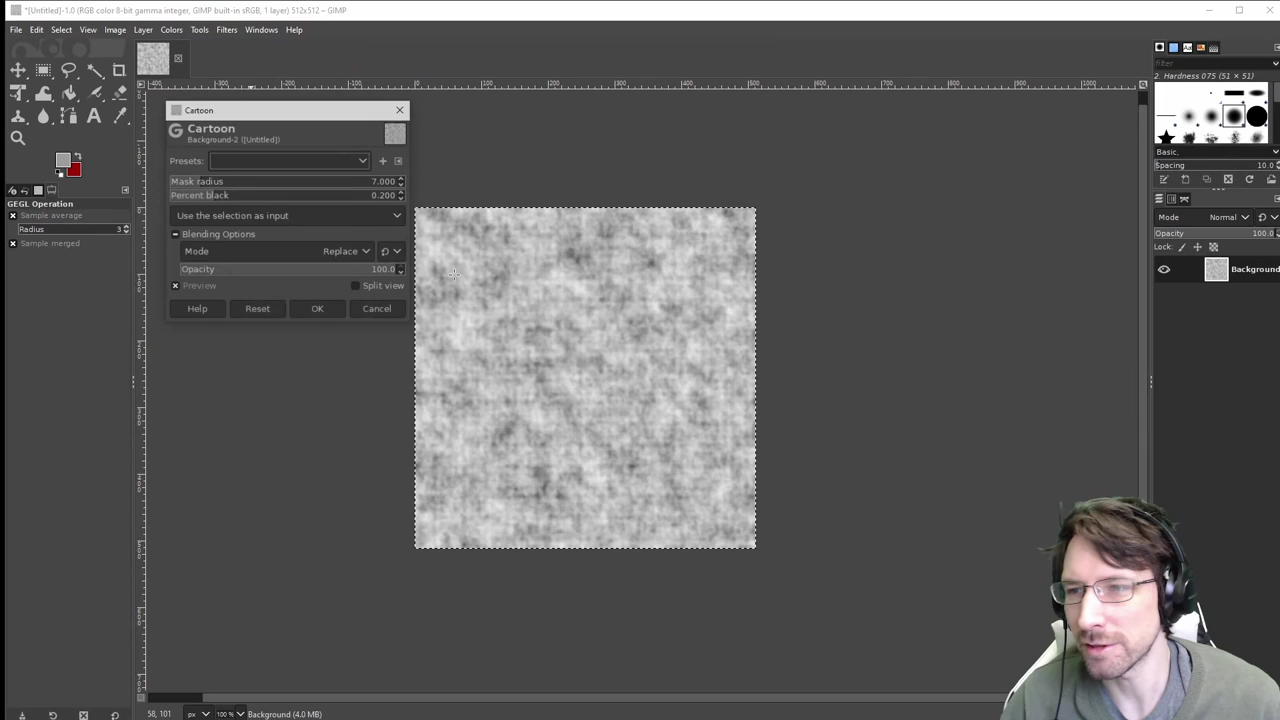 *[Untitled]-1.0 (RGB color 8-bit gamma integer, GIMP built-in sRGB, 1 layer) 512x512 – GIMP
File Edit Select View Image Layer Colors Tools Filters Windows Help
Cartoon
Cartoon
Background-2 ([Untitled])
Presets:
Mask radius 7.000
Percent black 0.200
Use the selection as input
Blending Options
Mode Replace
Opacity 100.0
Preview Split view
Help Reset OK Cancel
GEGL Operation
Sample average
Radius 3
Sample merged
filter
2. Hardness 075 (51 × 51)
Basic,
Spacing 10.0
Mode Normal
Opacity 100.0
Lock:
Background
58, 101 px 100 % Background (4.0 MB)